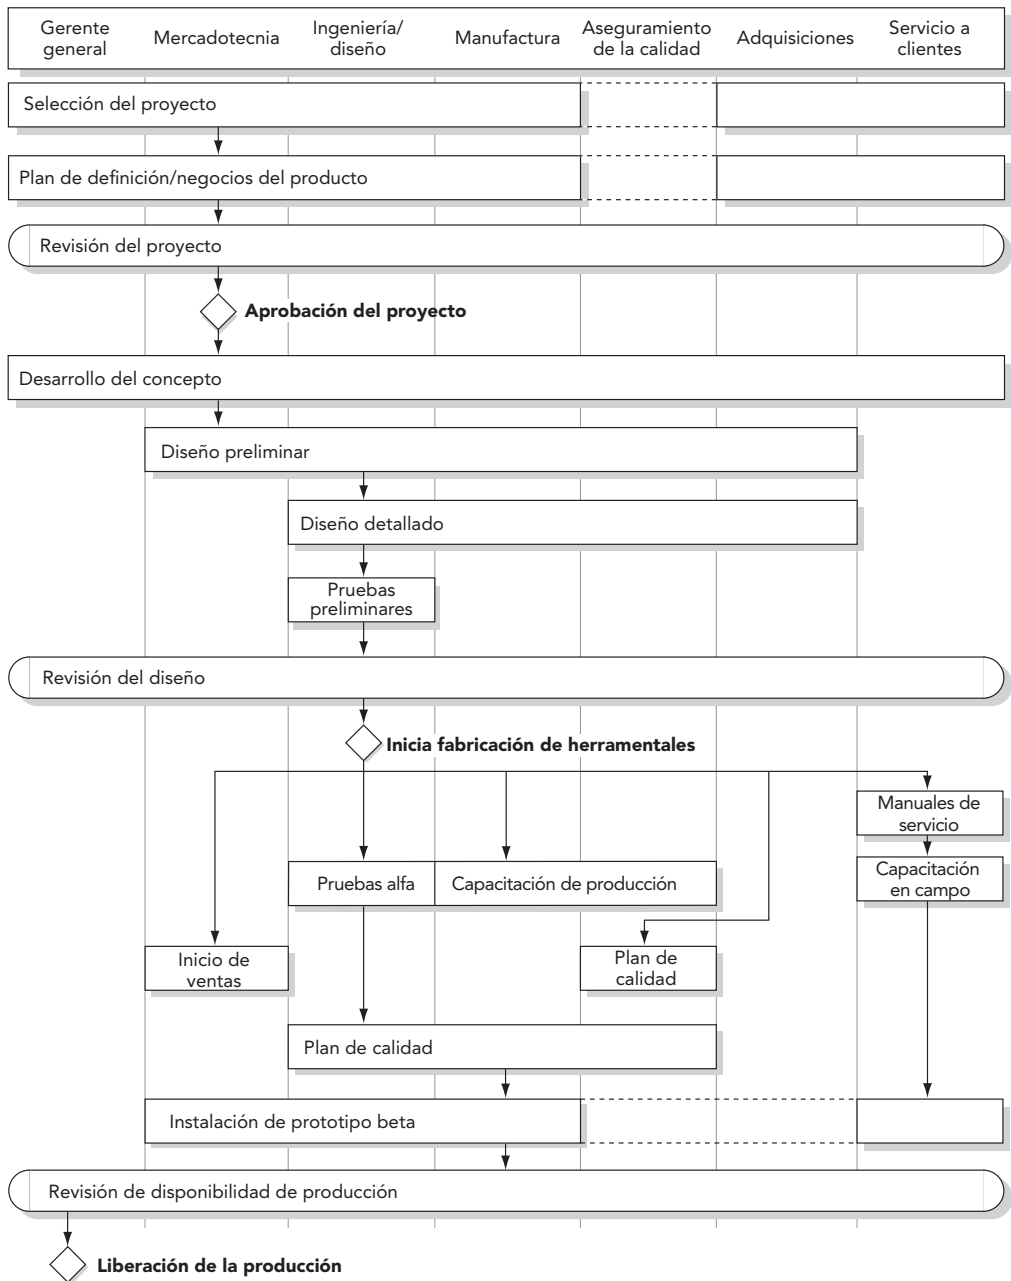 Gerente
general
Mercadotecnia
Ingeniería/
diseño
Manufactura
Aseguramiento
de la calidad
Adquisiciones
Servicio a
clientes
Selección del proyecto
Plan de definición/negocios del producto
Revisión del proyecto
Aprobación del proyecto
Desarrollo del concepto
Diseño preliminar
Diseño detallado
Pruebas
preliminares
Revisión del diseño
Inicia fabricación de herramentales
Manuales de
servicio
Pruebas alfa
Capacitación de producción
Capacitación
en campo
Inicio de
ventas
Plan de
calidad
Plan de calidad
Instalación de prototipo beta
Revisión de disponibilidad de producción
Liberación de la producción